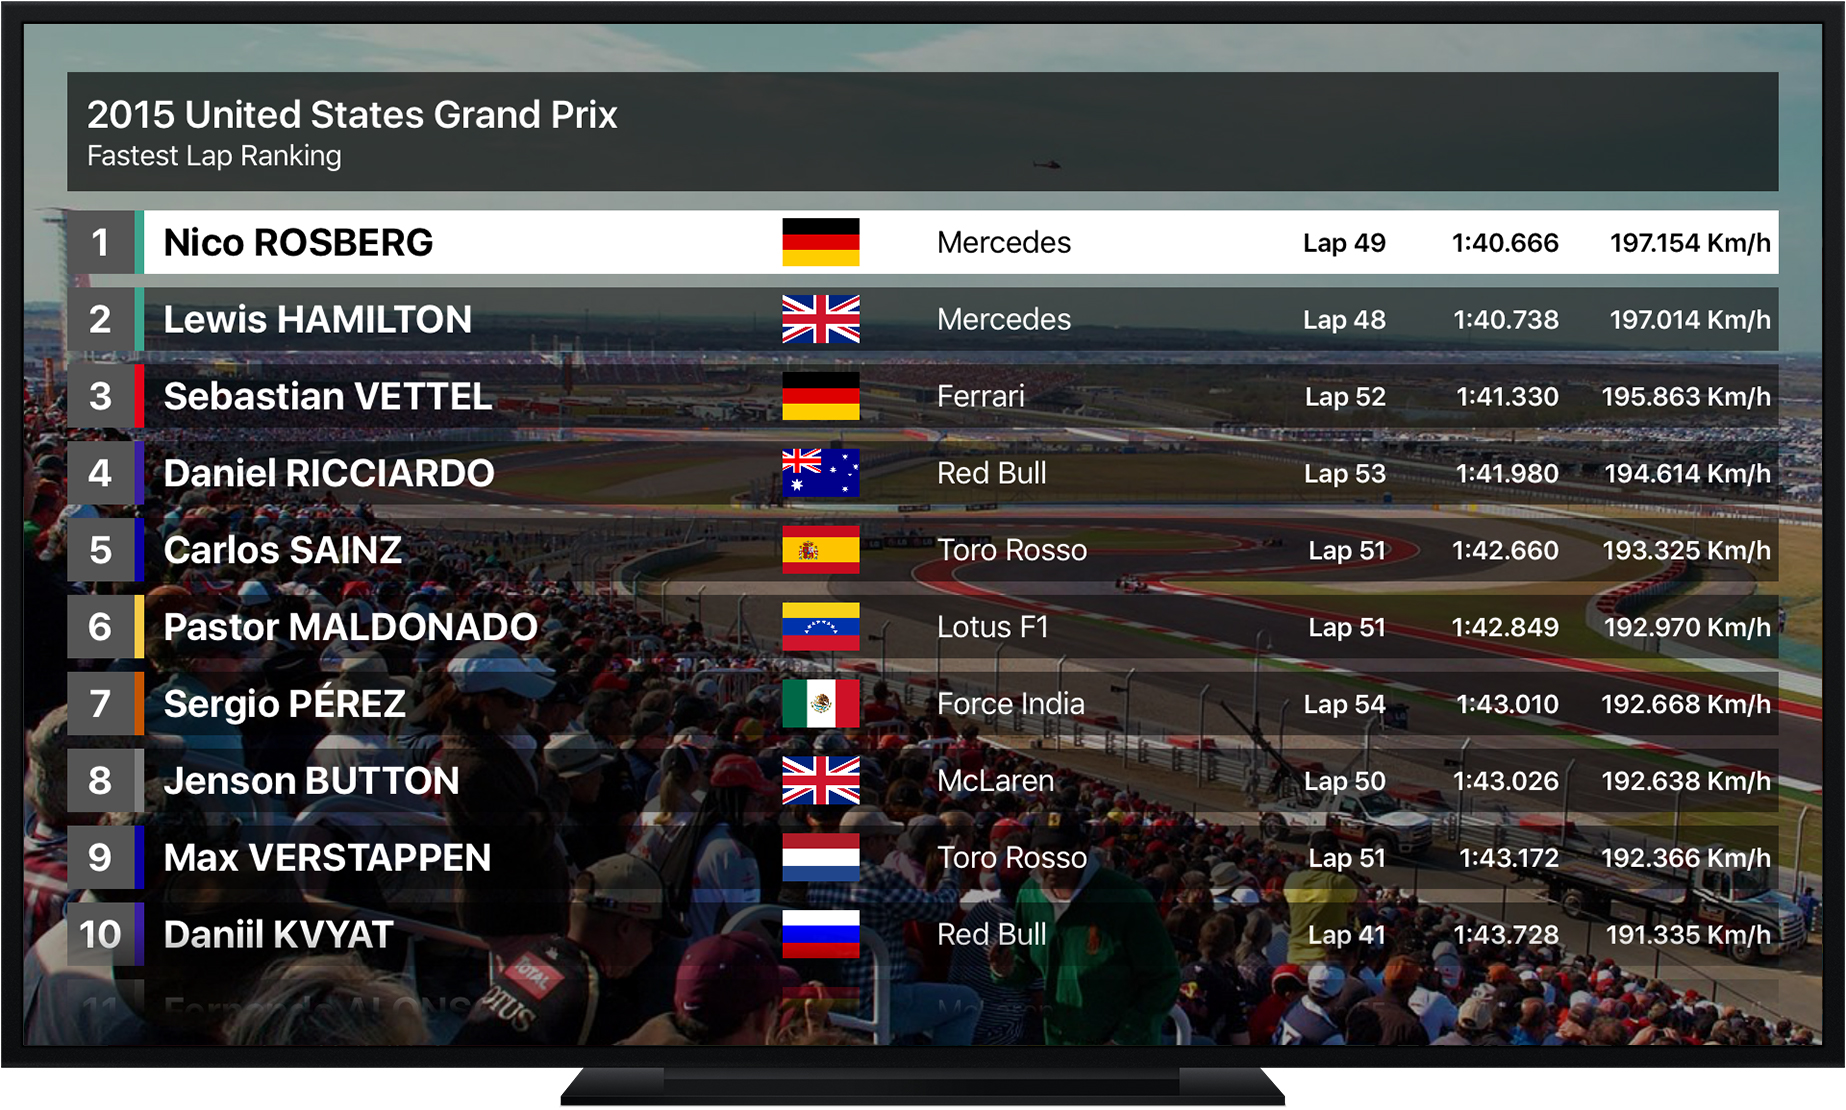 2015 United States Grand Prix
Fastest Lap Ranking
1 Nico ROSBERG Mercedes Lap 49 1:40.666 197.154 Km/h
2 Lewis HAMILTON Mercedes Lap 48 1:40.738 197.014 Km/h
3 Sebastian VETTEL Ferrari Lap 52 1:41.330 195.863 Km/h
4 Daniel RICCIARDO Red Bull Lap 53 1:41.980 194.614 Km/h
5 Carlos SAINZ Toro Rosso Lap 51 1:42.660 193.325 Km/h
6 Pastor MALDONADO Lotus F1 Lap 51 1:42.849 192.970 Km/h
7 Sergio PÉREZ Force India Lap 54 1:43.010 192.668 Km/h
8 Jenson BUTTON McLaren Lap 50 1:43.026 192.638 Km/h
9 Max VERSTAPPEN Toro Rosso Lap 51 1:43.172 192.366 Km/h
10 Daniil KVYAT Red Bull Lap 41 1:43.728 191.335 Km/h
11 Fernando ALONSO McLaren
TOTAL